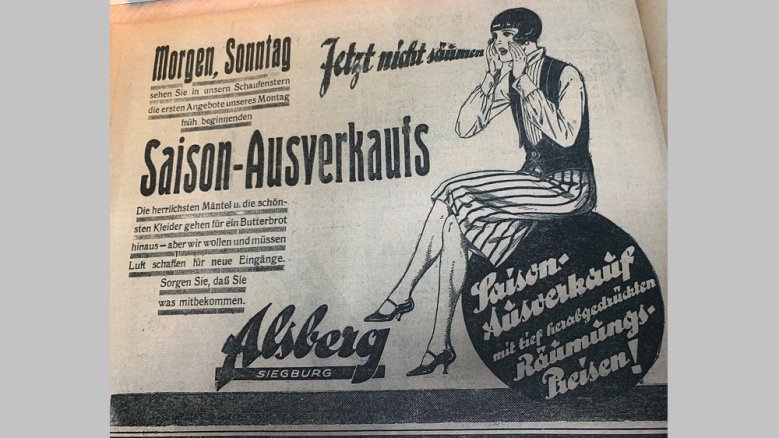 Morgen, Sonntag
sehen Sie in unsern Schaufenstern
die ersten Angebote unseres Montag
früh beginnenden
Jetzt nicht säumen
Saison-Ausverkaufs
Die herrlichsten Mäntel u. die schön-
sten Kleider gehen für ein Butterbrot
hinaus – aber wir wollen und müssen
Luft schaffen für neue Eingänge.
Sorgen Sie, daß Sie
was mitbekommen.
Alsberg
SIEGBURG
Saison-
Ausverkauf
mit tief herabgedrückten
Räumungs-
Preisen!